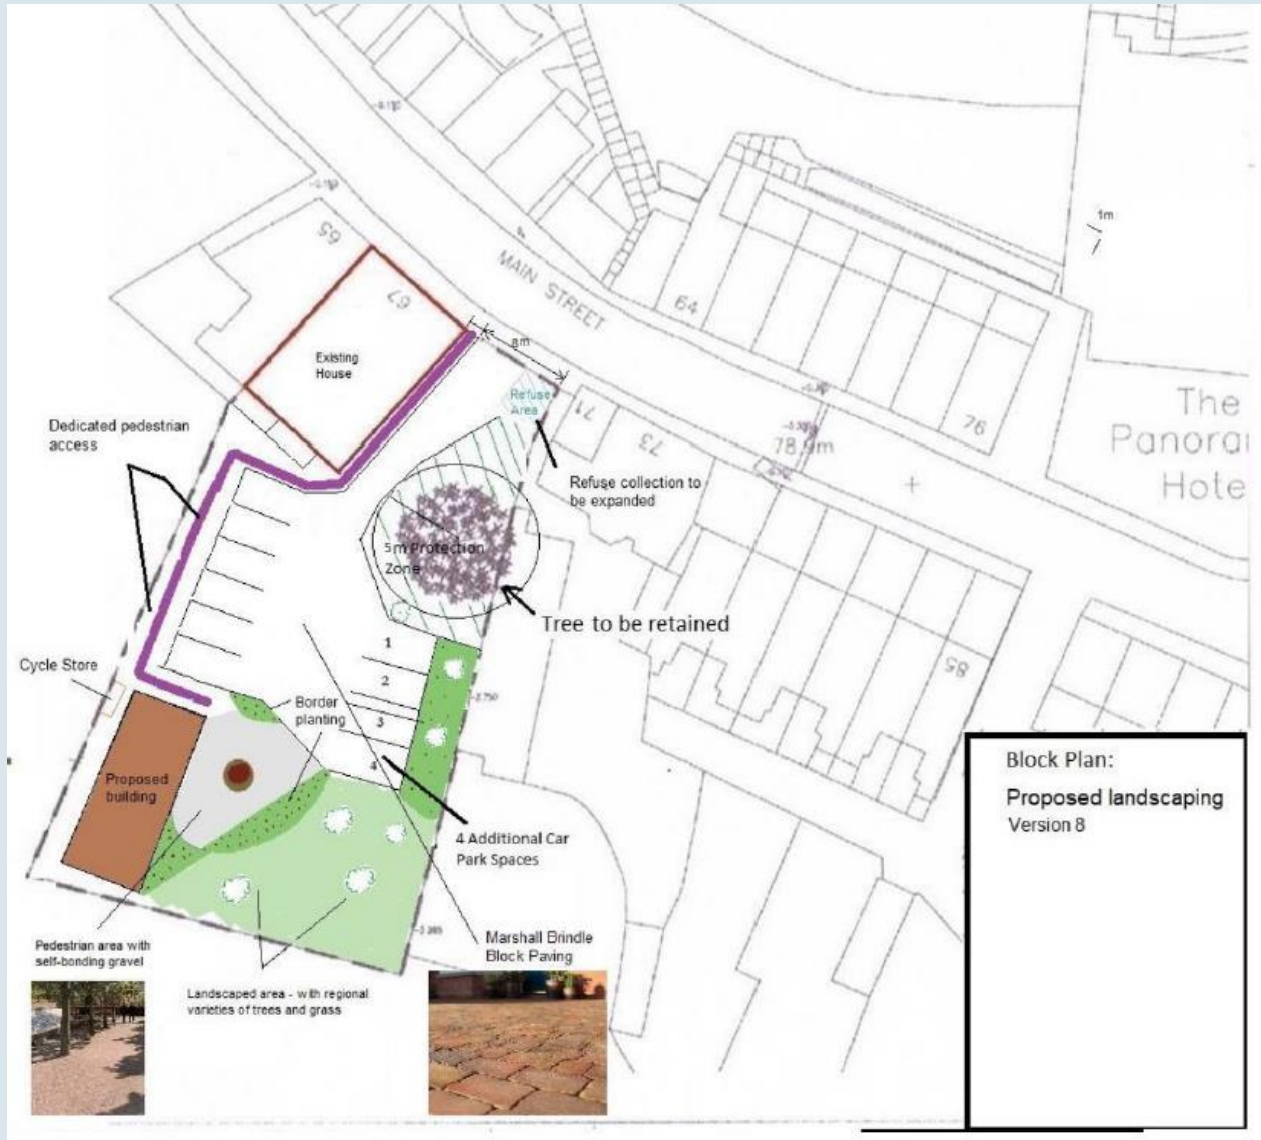 1m
65
67
MAIN STREET
64
8m
Existing
House
Refuse
Area
71
73
78.9m
76
The
Panora
Hote
Dedicated pedestrian
access
Refuse collection to
be expanded
5m Protection
Zone
Tree to be retained
1
2
3
4
85
Cycle Store
Border
planting
Proposed
building
4 Additional Car
Park Spaces
Block Plan:
Proposed landscaping
Version 8
Pedestrian area with
self-bonding gravel
Marshall Brindle
Block Paving
Landscaped area - with regional
varieties of trees and grass